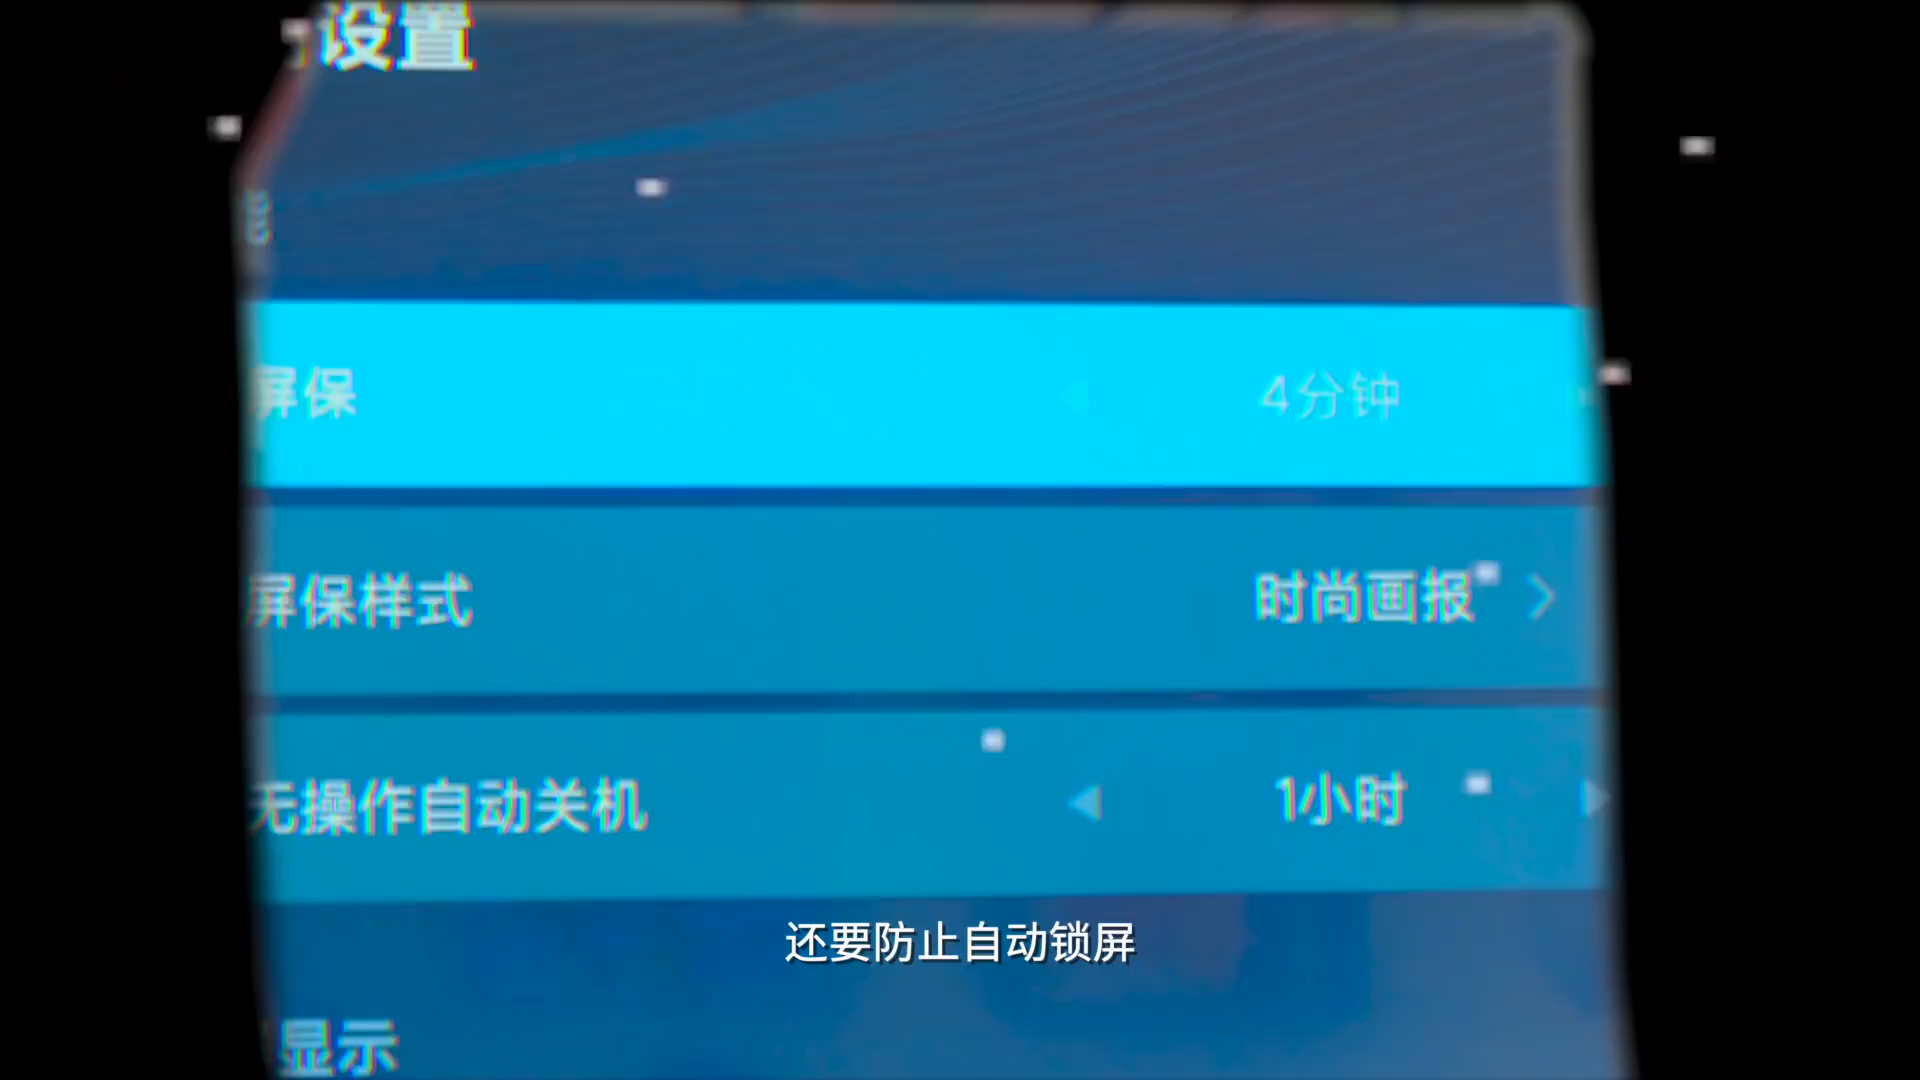 设置
屏保 4分钟
屏保样式 时尚画报
无操作自动关机 1小时
还要防止自动锁屏
显示